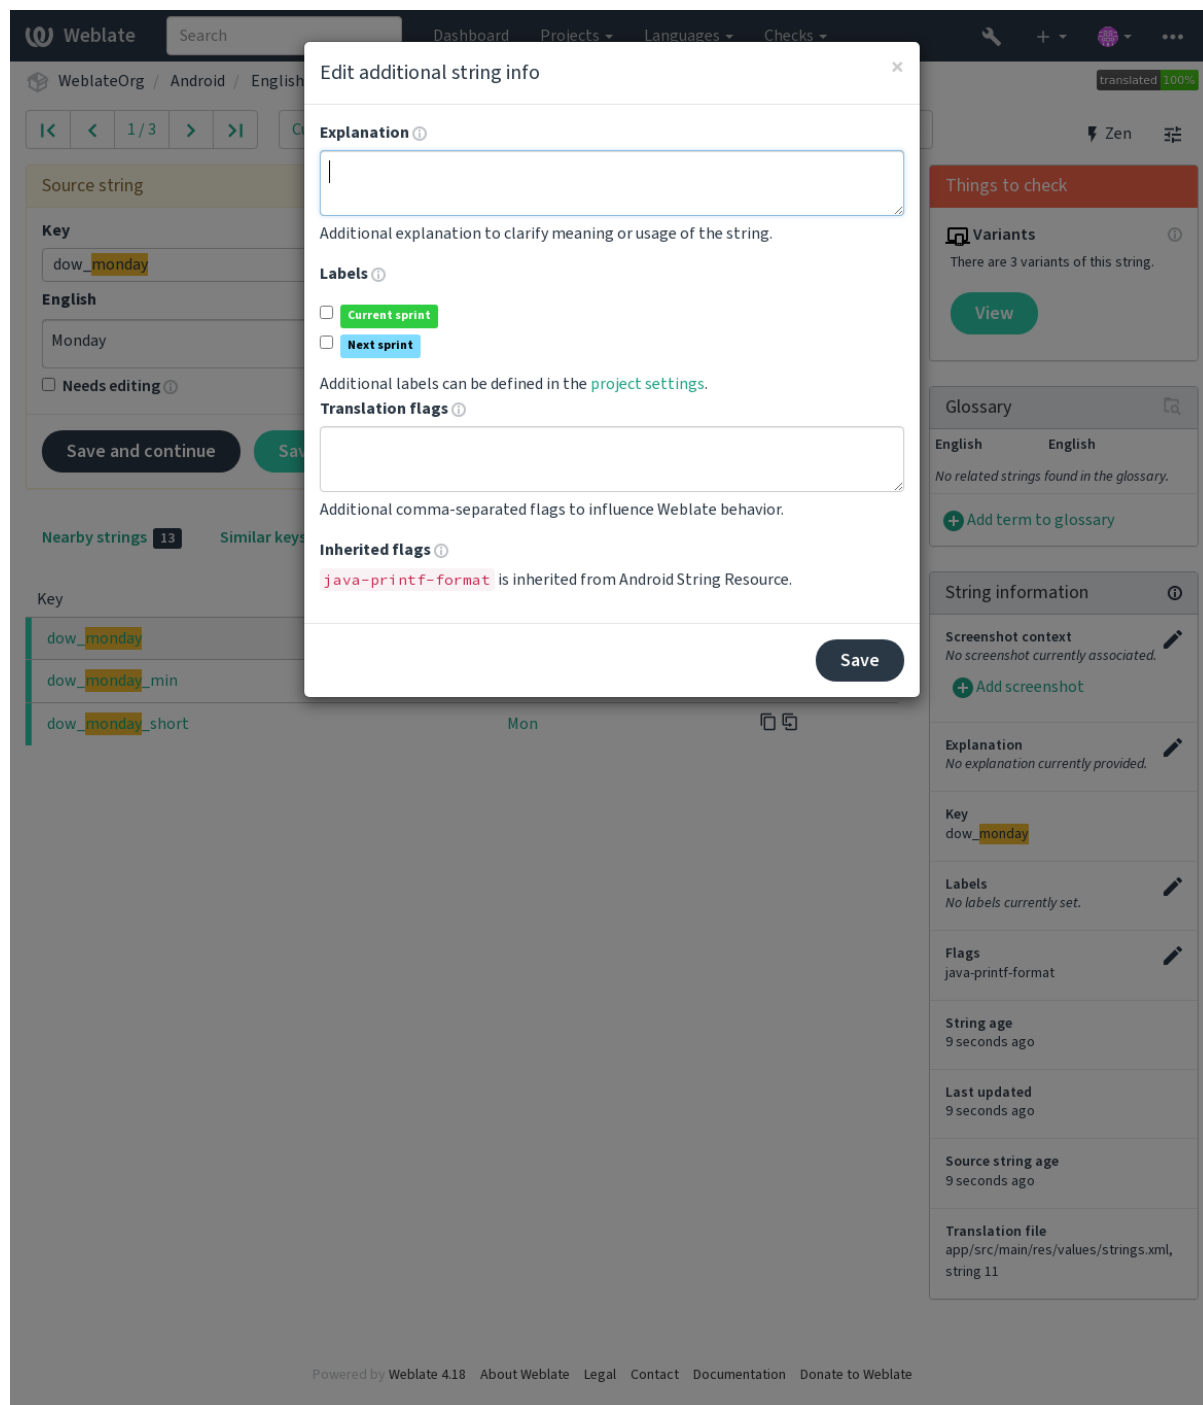 Weblate
Search
Dashboard
Projects
Languages
Checks
WeblateOrg / Android / English
translated 100%
1 / 3
Zen
Edit additional string info
×
Explanation
Additional explanation to clarify meaning or usage of the string.
Labels
Current sprint
Next sprint
Additional labels can be defined in the project settings.
Translation flags
Additional comma-separated flags to influence Weblate behavior.
Inherited flags
java-printf-format is inherited from Android String Resource.
Save
Source string
Key
dow_monday
English
Monday
Needs editing
Save and continue
Nearby strings 13
Similar keys
Key
dow_monday
dow_monday_min
dow_monday_short
Mon
Things to check
Variants
There are 3 variants of this string.
View
Glossary
English English
No related strings found in the glossary.
Add term to glossary
String information
Screenshot context
No screenshot currently associated.
Add screenshot
Explanation
No explanation currently provided.
Key
dow_monday
Labels
No labels currently set.
Flags
java-printf-format
String age
9 seconds ago
Last updated
9 seconds ago
Source string age
9 seconds ago
Translation file
app/src/main/res/values/strings.xml,
string 11
Powered by Weblate 4.18 About Weblate Legal Contact Documentation Donate to Weblate